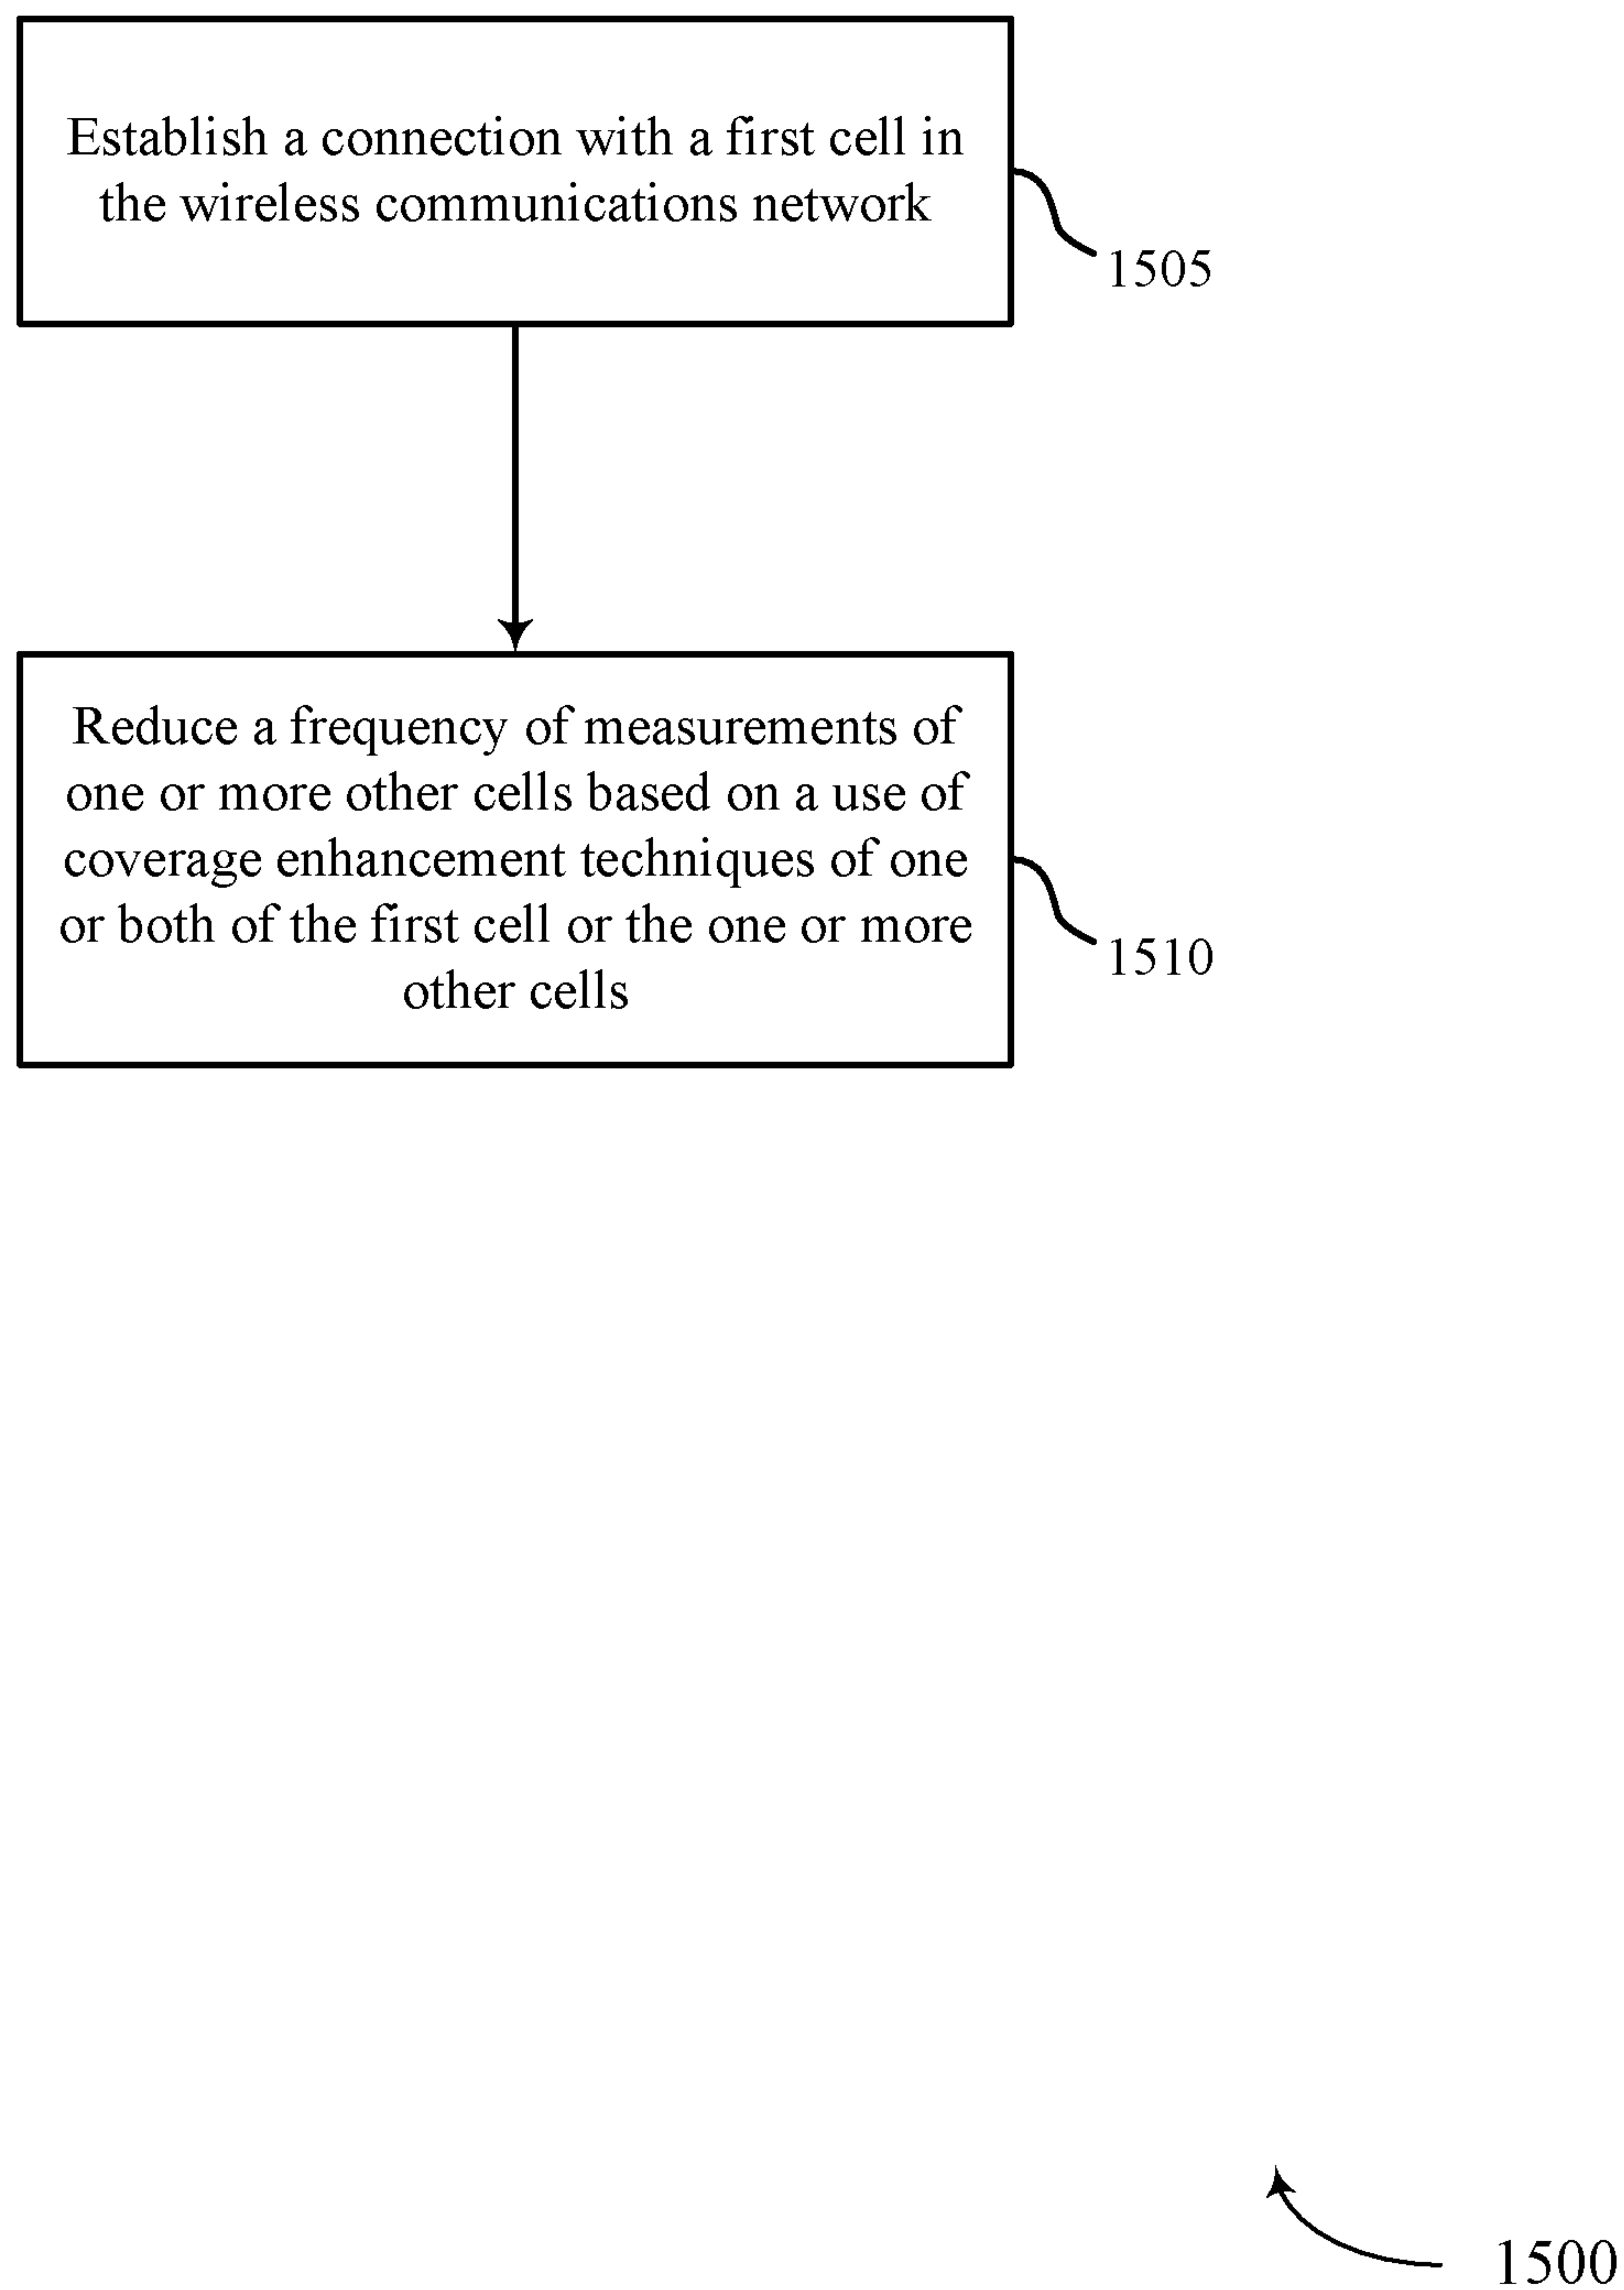 Establish a connection with a first cell in
the wireless communications network
1505
Reduce a frequency of measurements of
one or more other cells based on a use of
coverage enhancement techniques of one
or both of the first cell or the one or more
other cells
1510
1500